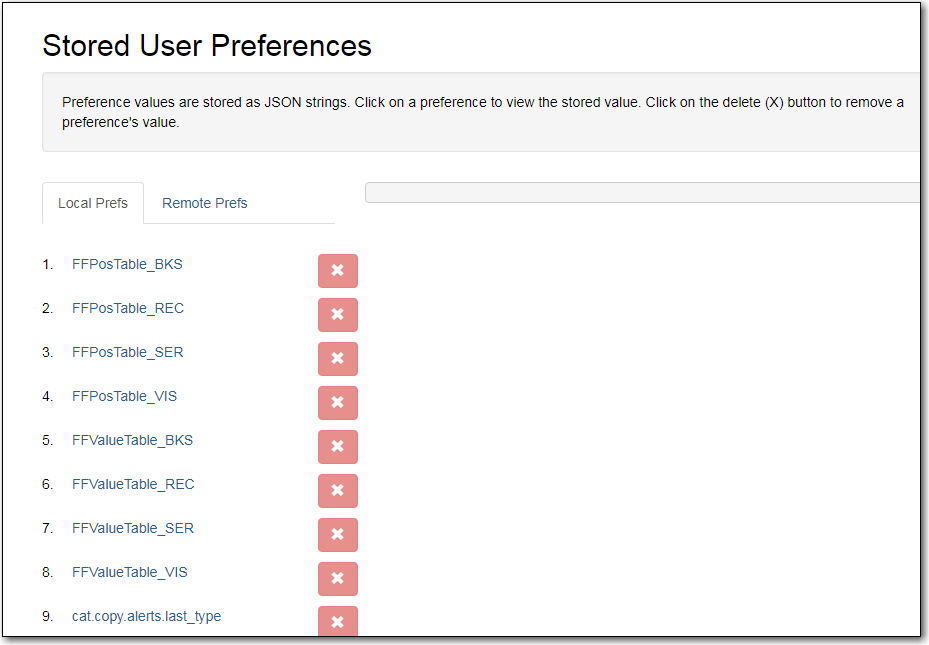 Stored User Preferences
Preference values are stored as JSON strings. Click on a preference to view the stored value. Click on the delete (X) button to remove a
preference's value.
Local Prefs Remote Prefs
1. FFPosTable_BKS
2. FFPosTable_REC
3. FFPosTable_SER
4. FFPosTable_VIS
5. FFValueTable_BKS
6. FFValueTable_REC
7. FFValueTable_SER
8. FFValueTable_VIS
9. cat.copy.alerts.last_type